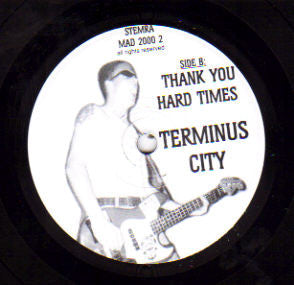 STEMRA
MAD 2000 2
all rights reserved
SIDE B:
THANK YOU
HARD TIMES
TERMINUS
CITY